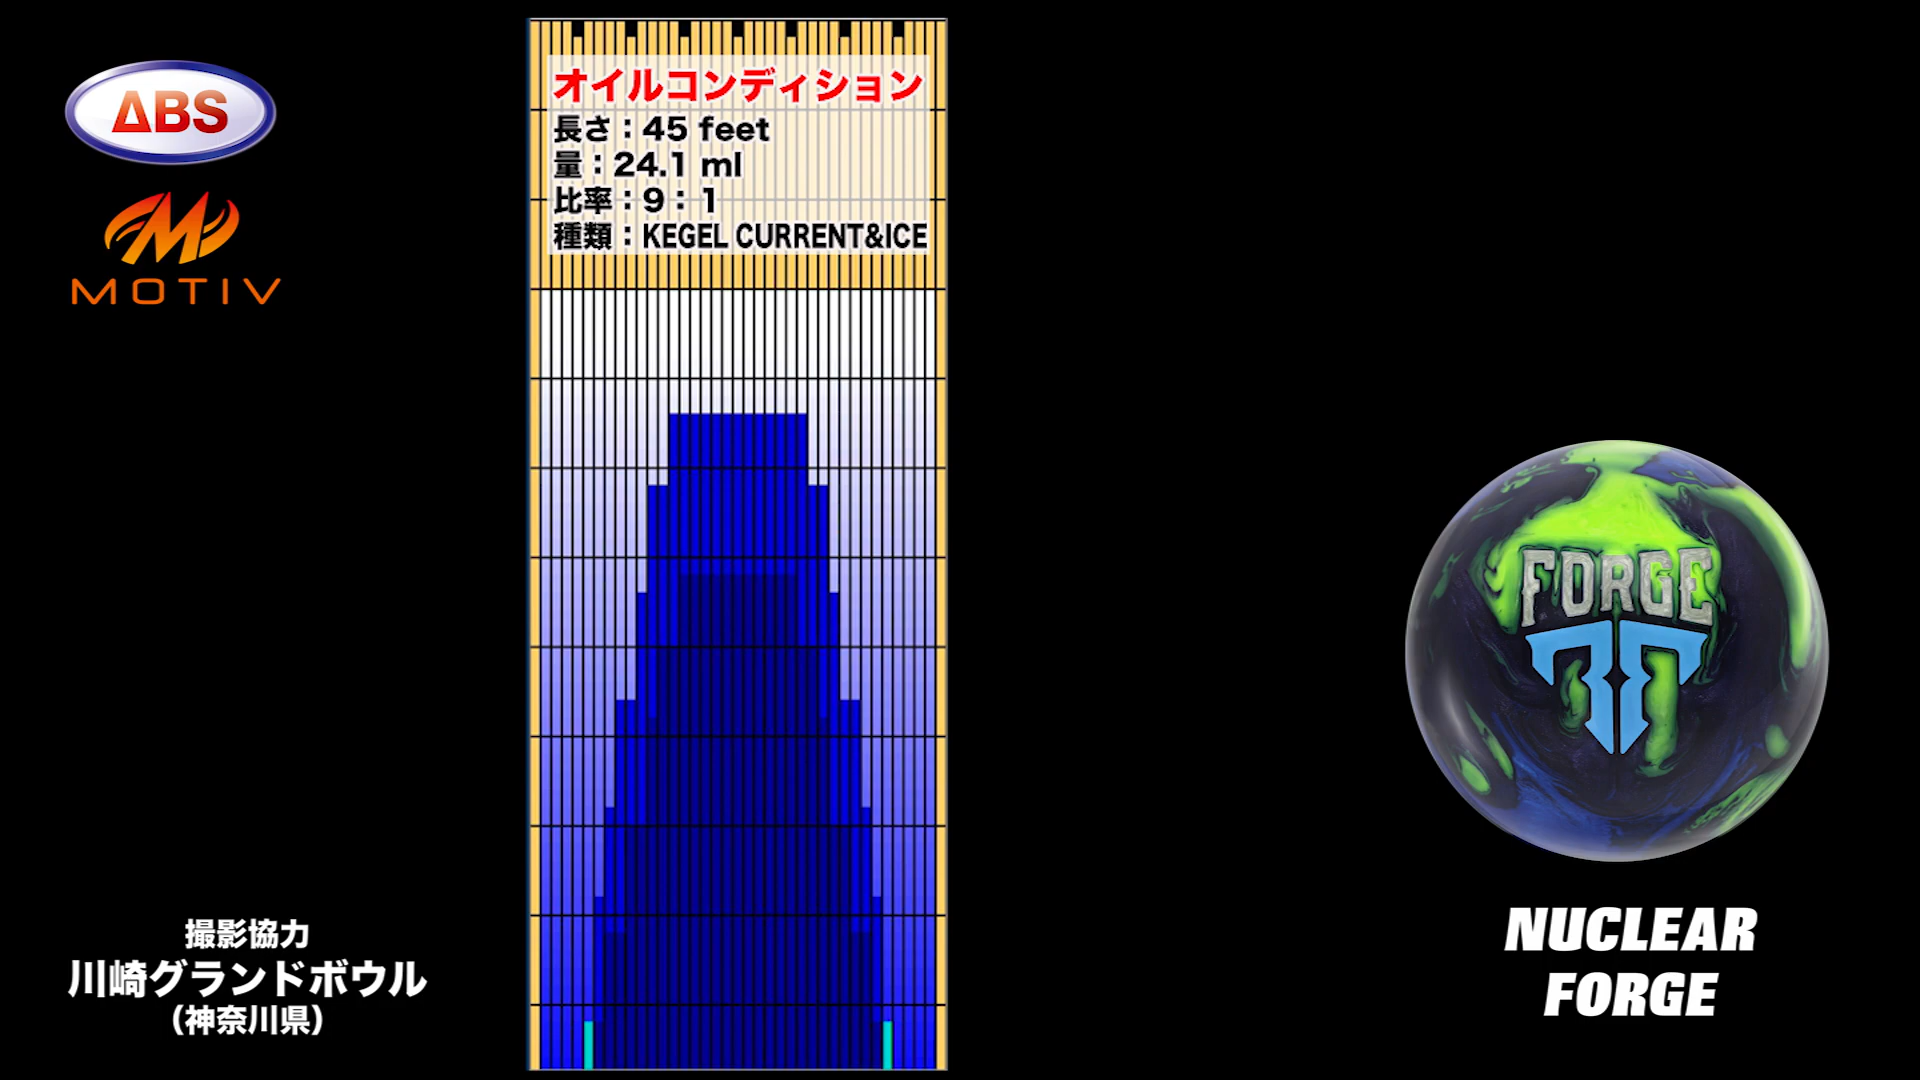 ABS
MOTIV
オイルコンディション
長さ：45 feet
量：24.1 ml
比率：9：1
種類：KEGEL CURRENT&ICE
FORGE
撮影協力
川崎グランドボウル
（神奈川県）
NUCLEAR
FORGE